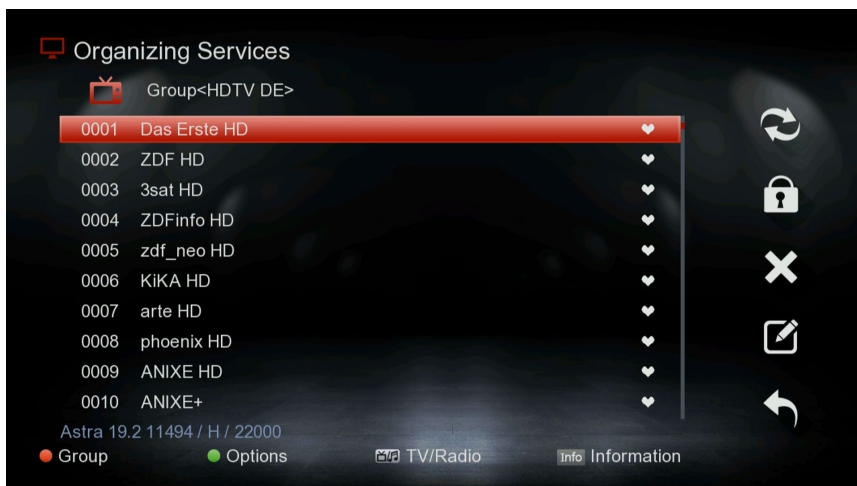 Organizing Services
Group<HDTV DE>
0001 Das Erste HD
0002 ZDF HD
0003 3sat HD
0004 ZDFinfo HD
0005 zdf_neo HD
0006 KiKA HD
0007 arte HD
0008 phoenix HD
0009 ANIXE HD
0010 ANIXE+
Astra 19.2 11494 / H / 22000
Group Options TV/Radio Info Information